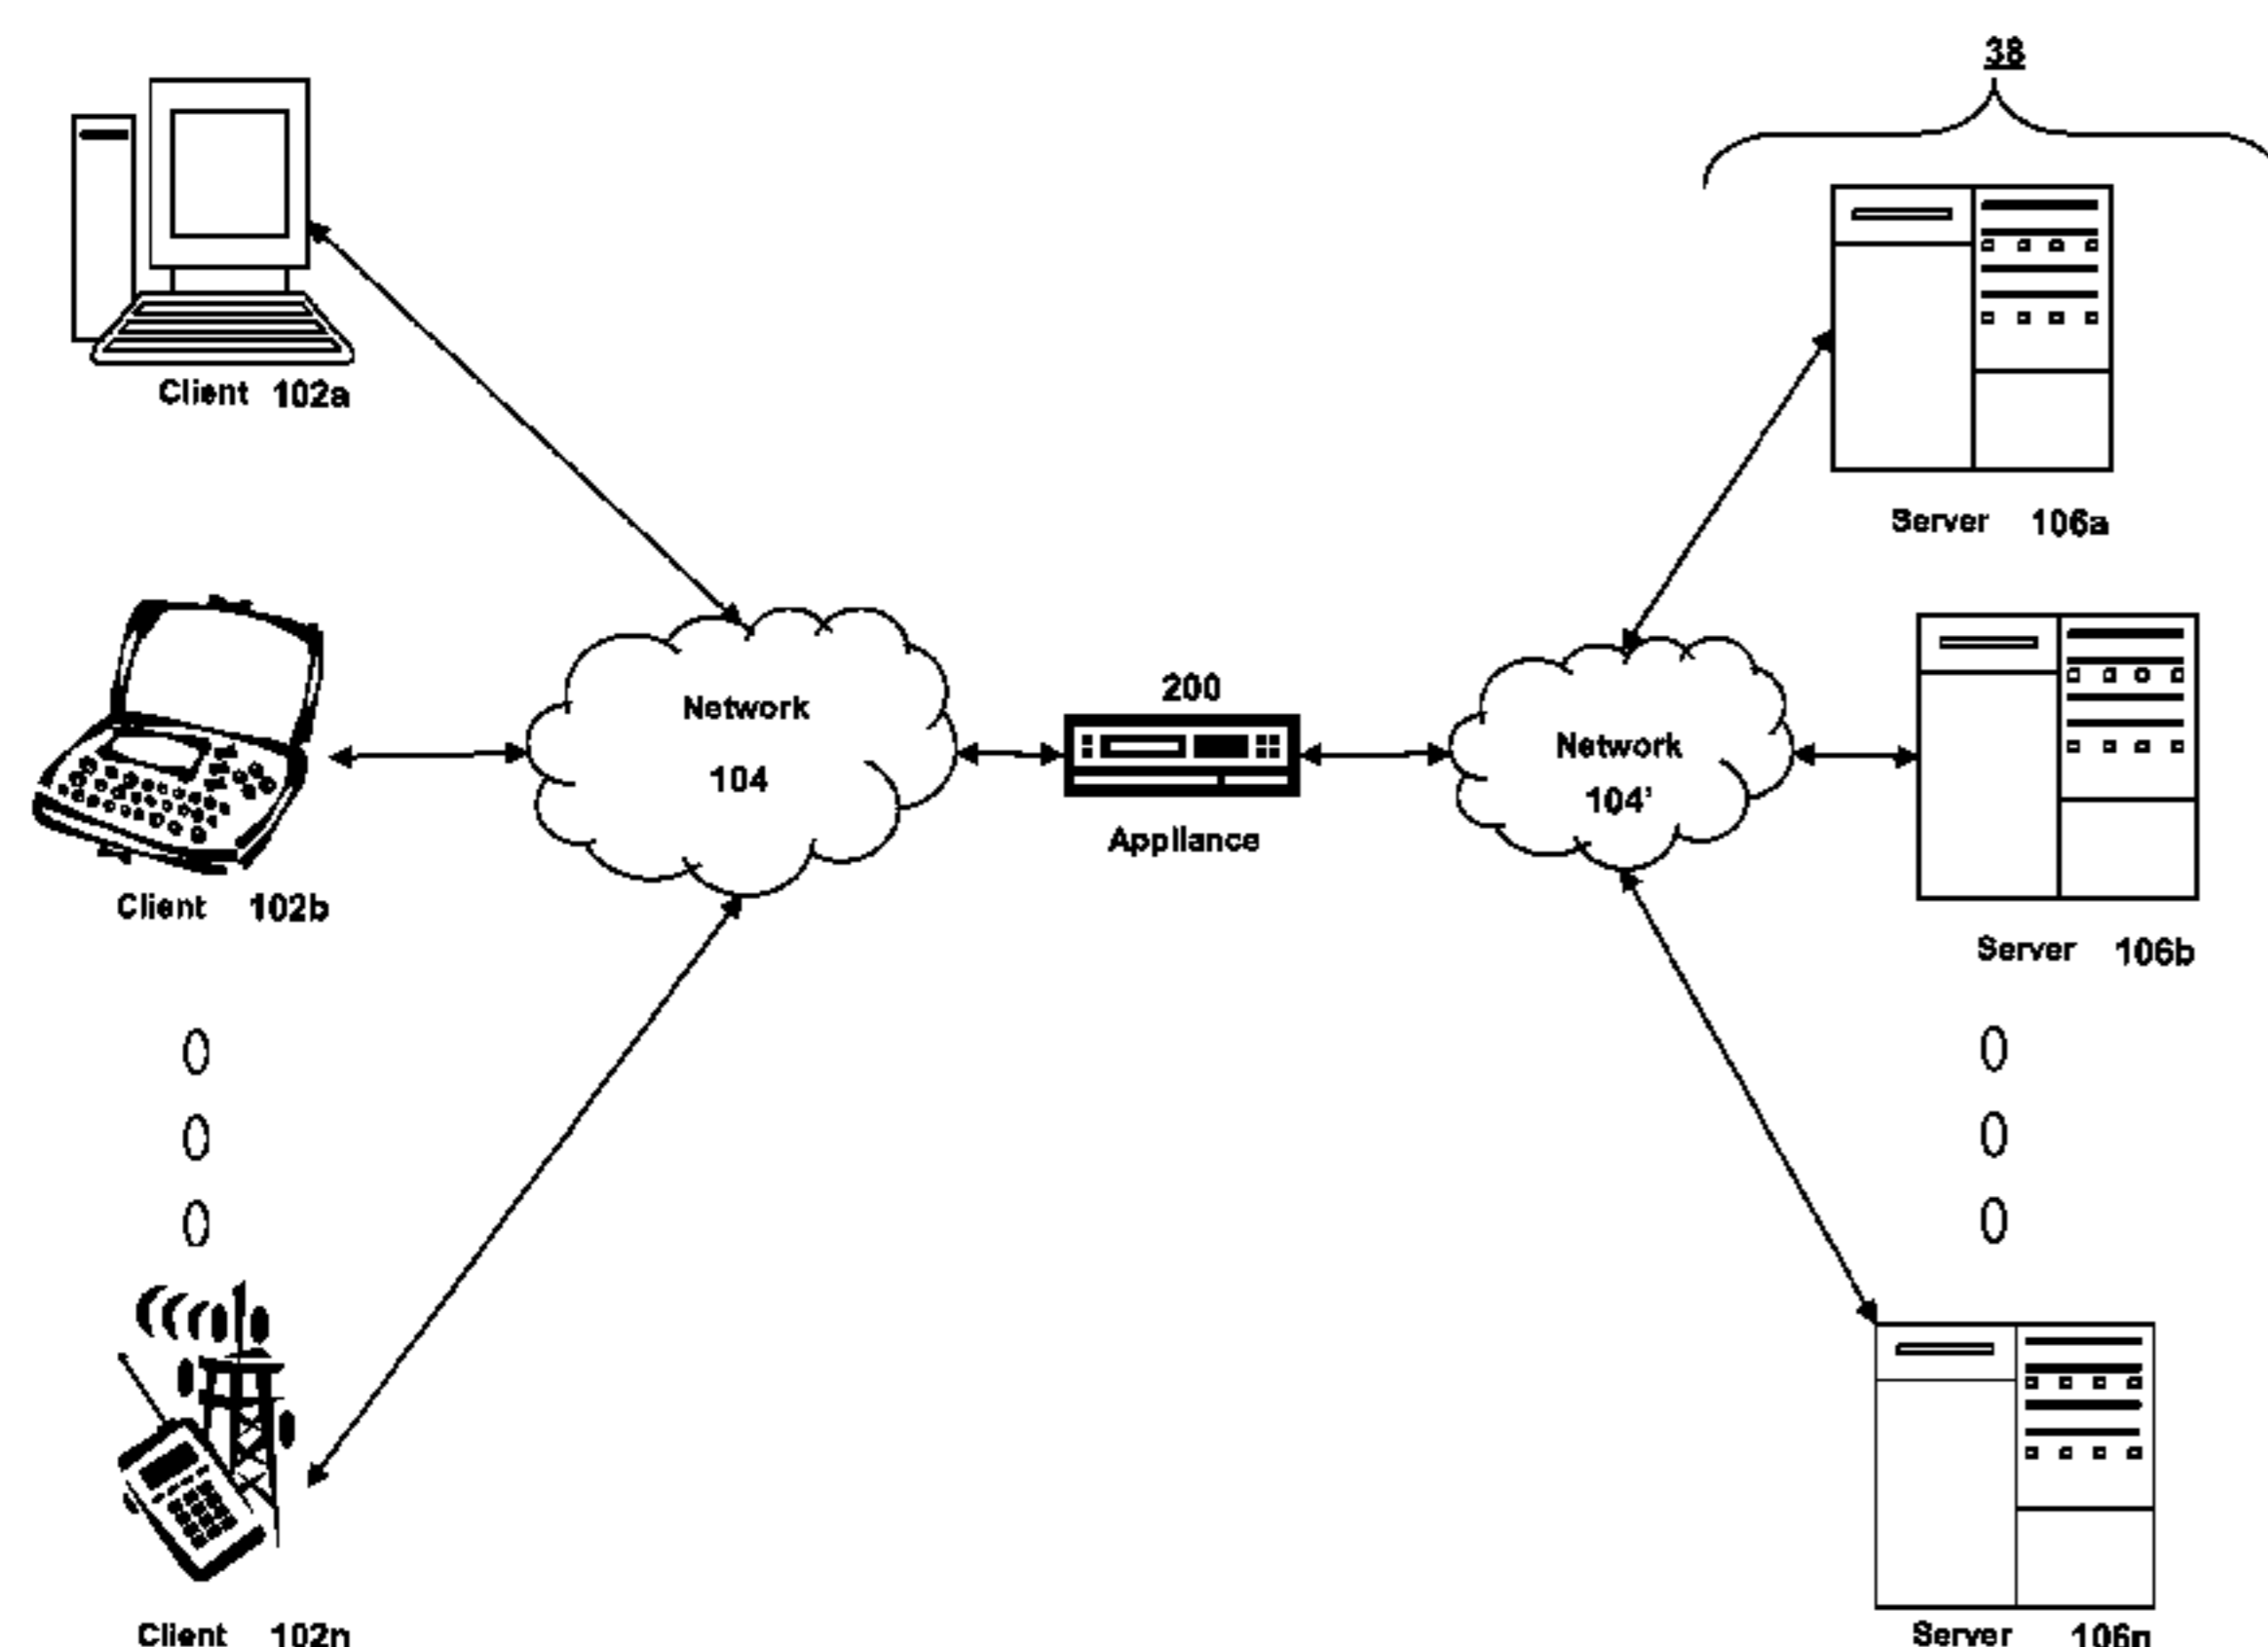 38
Client 102a
Server 106a
Network
104
200
Appliance
Network
104'
Client 102b
Server 106b
Client 102n
Server 106n